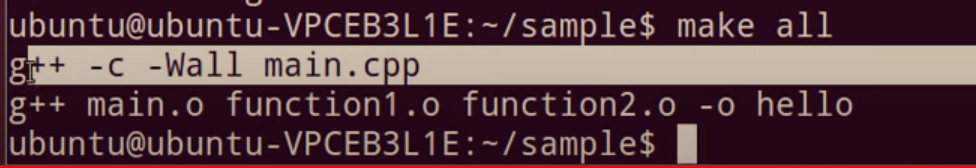 ubuntu@ubuntu-VPCEB3L1E:~/sample$ make all
g++ -c -Wall main.cpp
g++ main.o function1.o function2.o -o hello
ubuntu@ubuntu-VPCEB3L1E:~/sample$